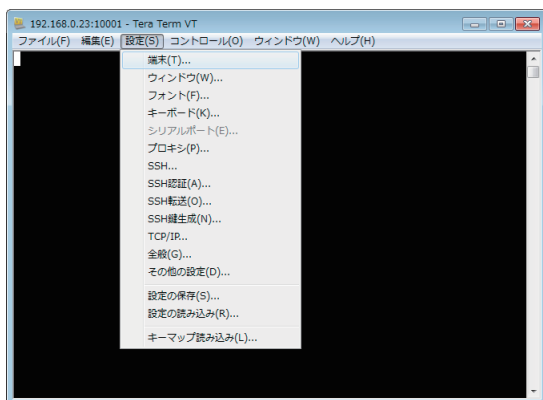 192.168.0.23:10001 - Tera Term VT
ファイル(F) 編集(E) 設定(S) コントロール(O) ウィンドウ(W) ヘルプ(H)
端末(T)...
ウィンドウ(W)...
フォント(F)...
キーボード(K)...
シリアルポート(E)...
プロキシ(P)...
SSH...
SSH認証(A)...
SSH転送(O)...
SSH鍵生成(N)...
TCP/IP...
全般(G)...
その他の設定(D)...
設定の保存(S)...
設定の読み込み(R)...
キーマップ読み込み(L)...